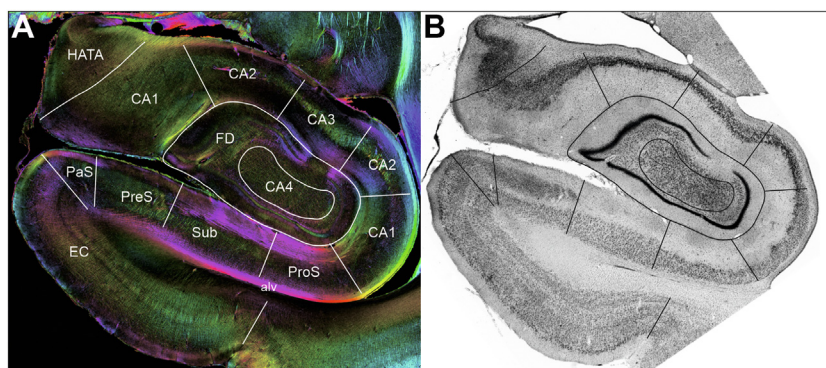 A
B
HATA
CA2
CA1
CA3
FD
CA2
PaS
CA4
PreS
Sub
CA1
EC
ProS
alv